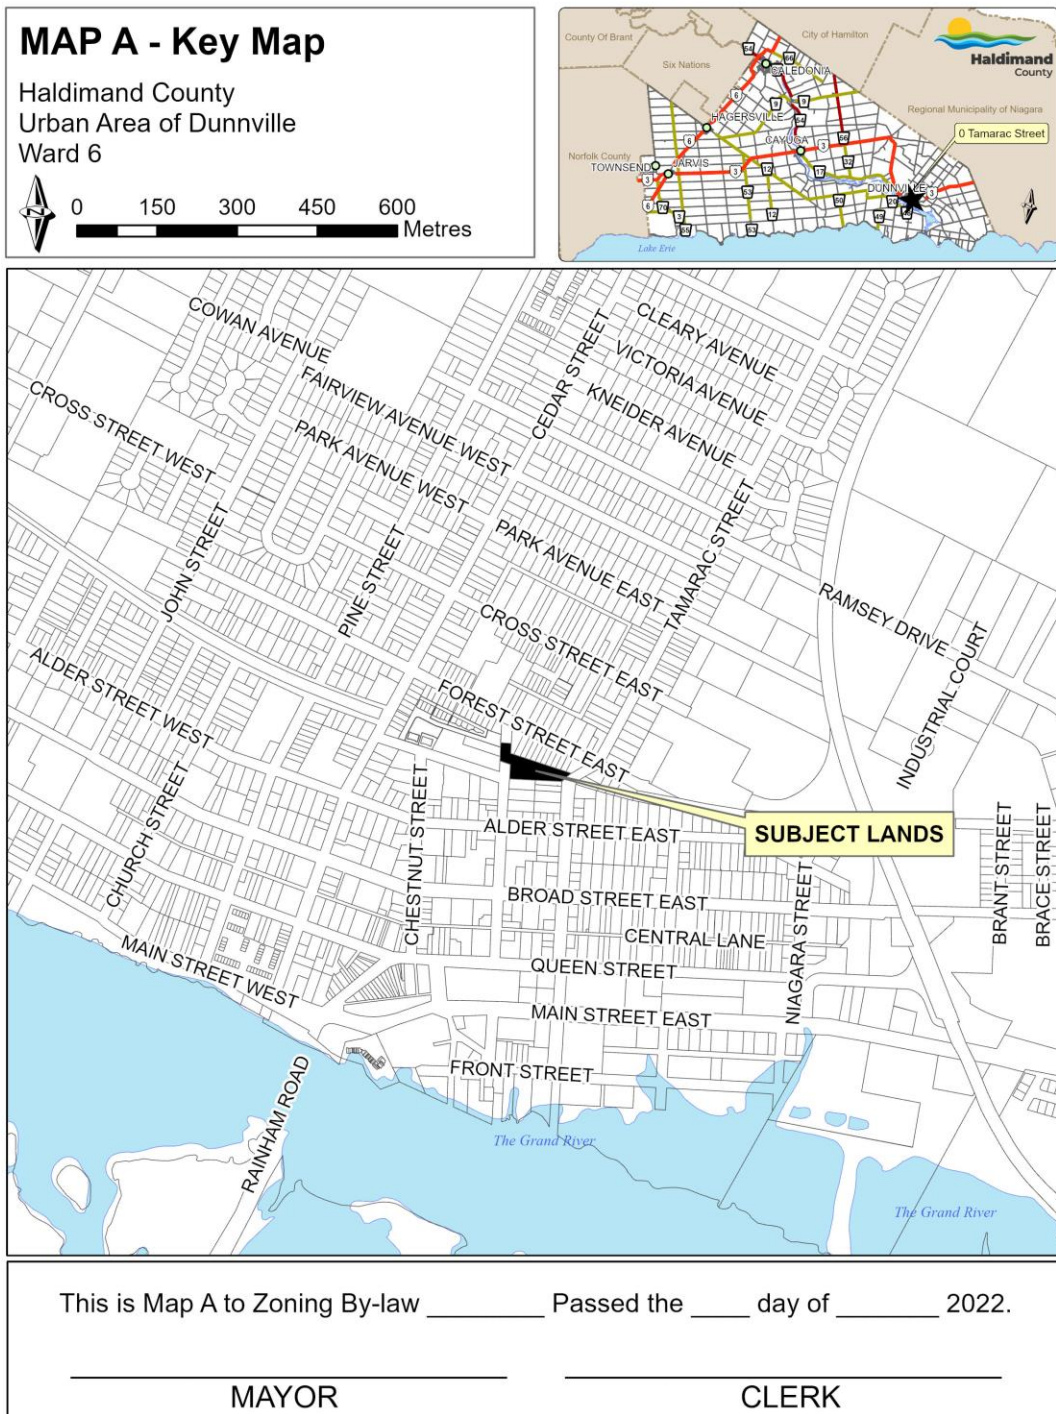 MAP A - Key Map
Haldimand County
Urban Area of Dunnville
Ward 6
N
0 150 300 450 600 Metres
County Of Brant
City of Hamilton
Six Nations
Haldimand
County
CALEDONIA
Regional Municipality of Niagara
HAGERSVILLE
0 Tamarac Street
CAYUGA
Norfolk County
TOWNSEND
JARVIS
DUNNVILLE
Lake Erie
COWAN AVENUE
CLEARY AVENUE
VICTORIA AVENUE
CEDAR STREET
FAIRVIEW AVENUE WEST
KNEIDER AVENUE
CROSS STREET WEST
PARK AVENUE WEST
JOHN STREET
PINE STREET
PARK AVENUE EAST
TAMARAC STREET
RAMSEY DRIVE
CROSS STREET EAST
INDUSTRIAL COURT
ALDER STREET WEST
FOREST STREET EAST
SUBJECT LANDS
CHURCH STREET
CHESTNUT STREET
ALDER STREET EAST
BROAD STREET EAST
NIAGARA STREET
BRANT STREET
BRACE STREET
CENTRAL LANE
MAIN STREET WEST
QUEEN STREET
MAIN STREET EAST
FRONT STREET
RAINHAM ROAD
The Grand River
The Grand River
This is Map A to Zoning By-law ________ Passed the ____ day of _______ 2022.
MAYOR
CLERK